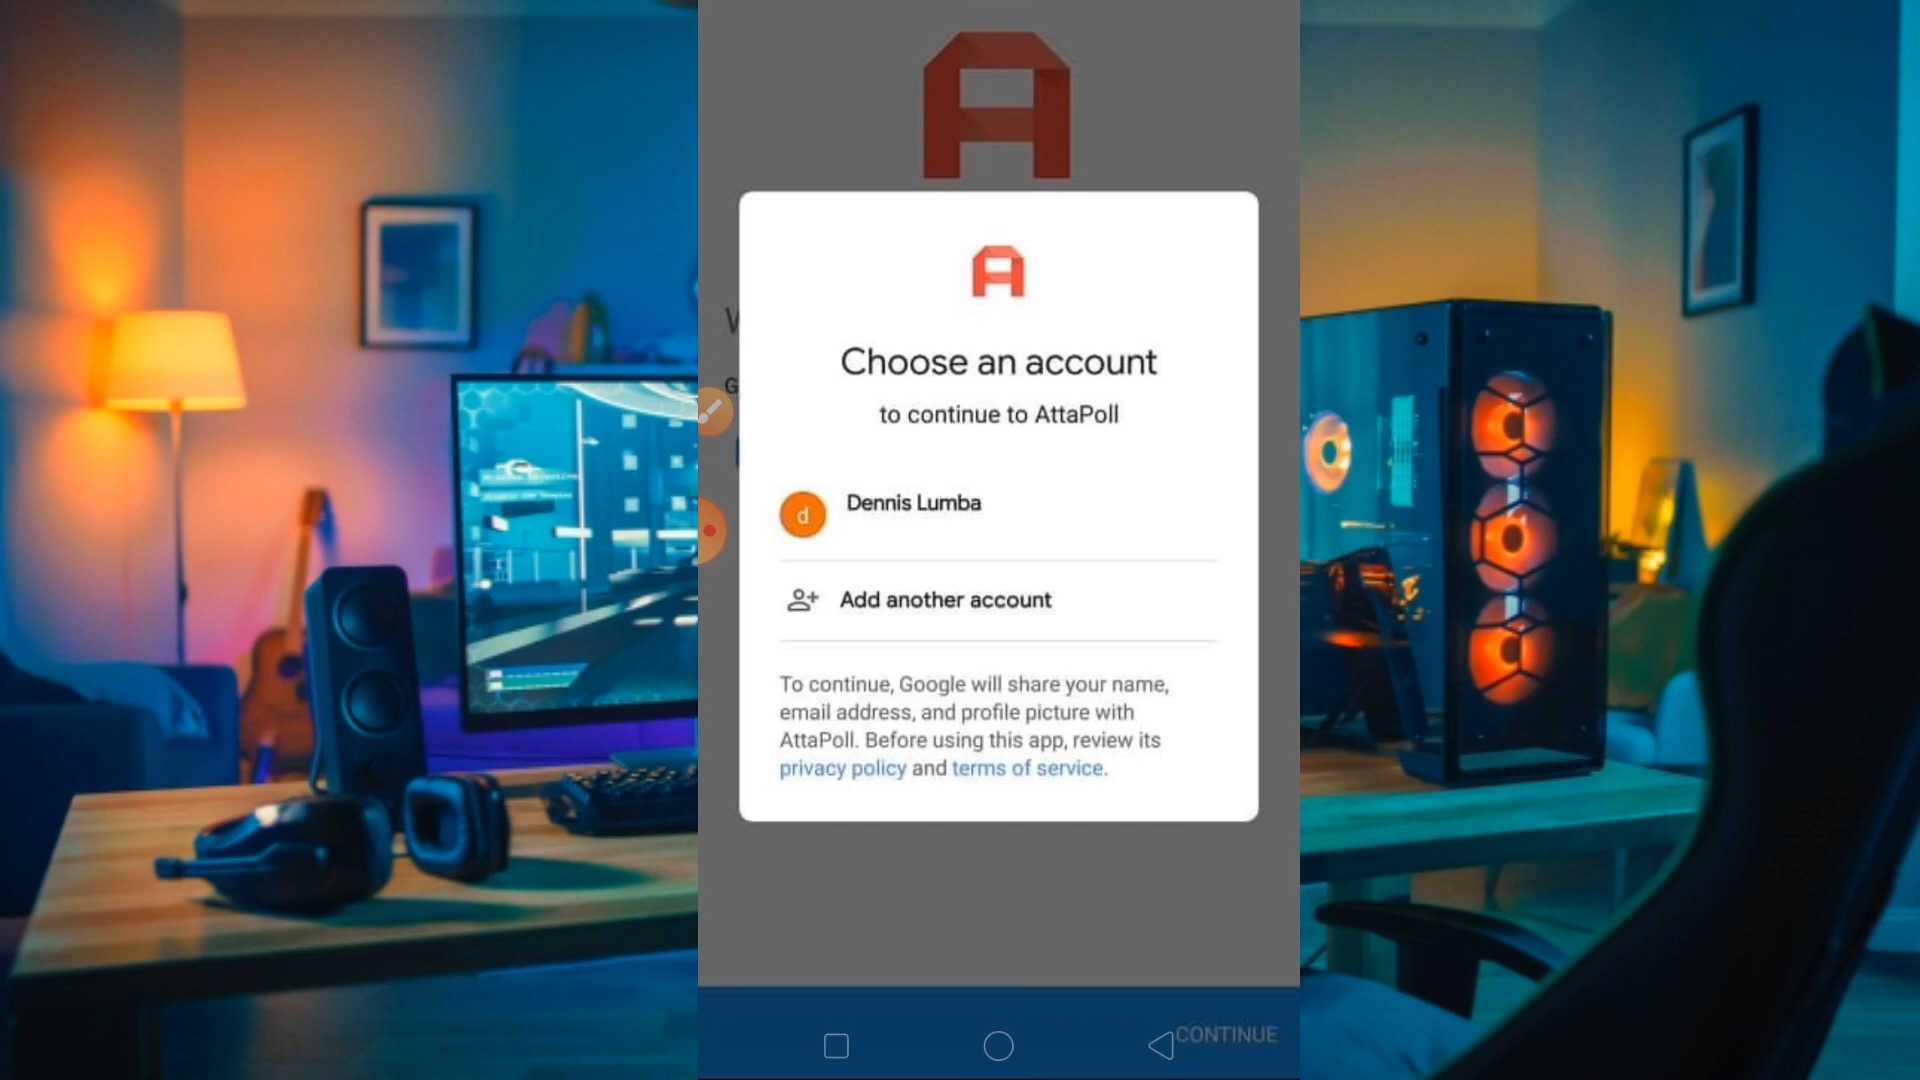 Choose an account
to continue to AttaPoll
d
Dennis Lumba
Add another account
To continue, Google will share your name,
email address, and profile picture with
AttaPoll. Before using this app, review its
privacy policy and terms of service.
CONTINUE